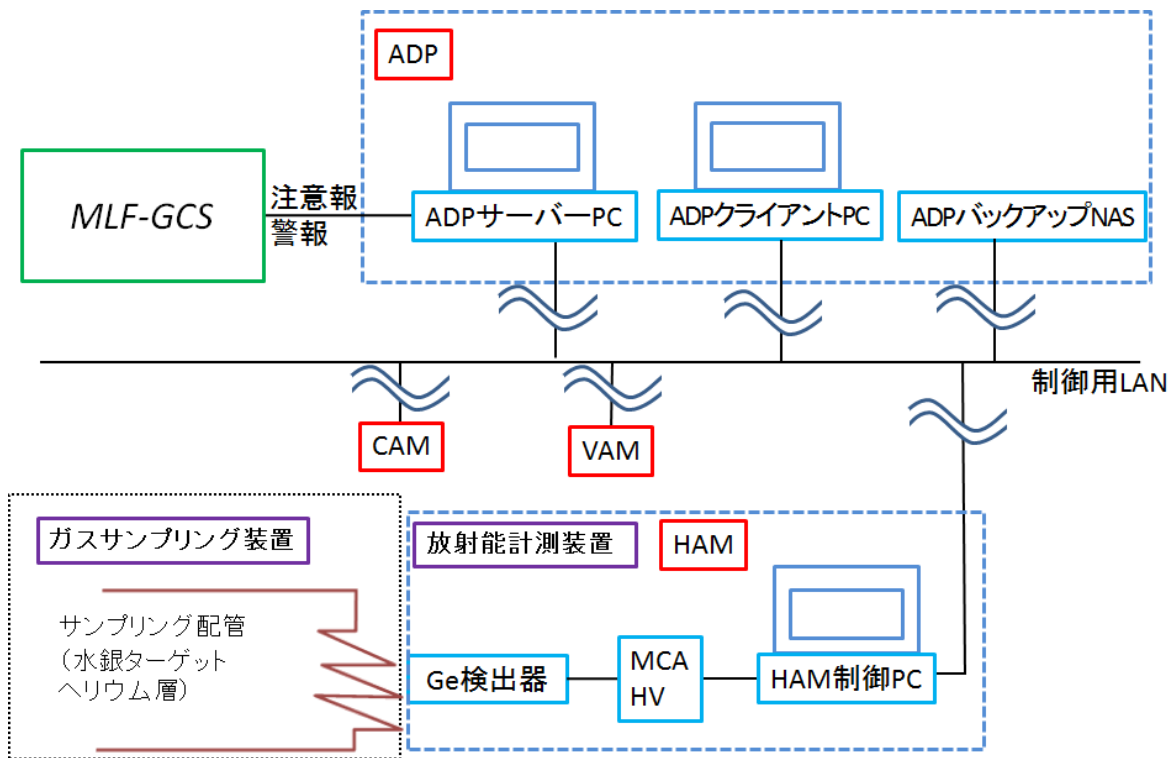 ADP
MLF-GCS
注意報
警報
ADPサーバーPC
ADPクライアントPC
ADPバックアップNAS
制御用LAN
CAM
VAM
ガスサンプリング装置
放射能計測装置
HAM
サンプリング配管
（水銀ターゲット
ヘリウム層）
Ge検出器
MCA
HV
HAM制御PC